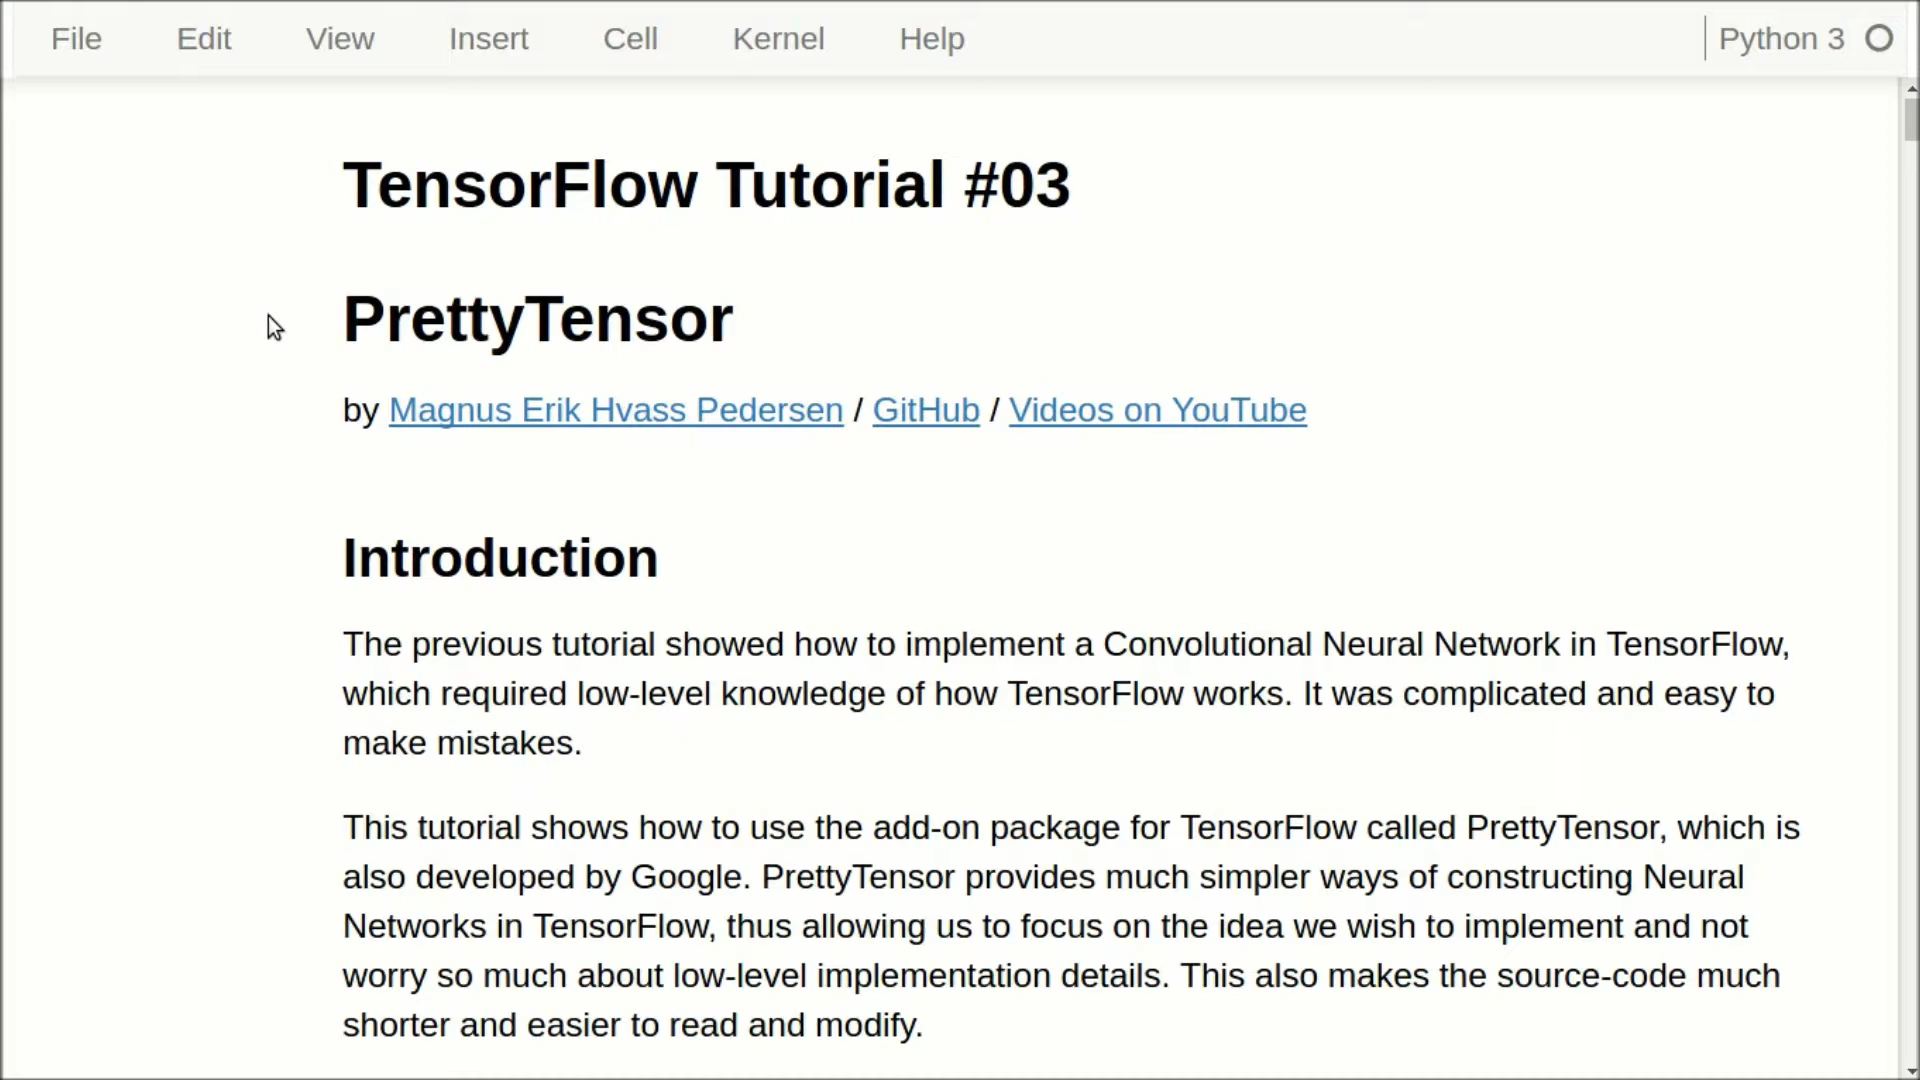 File Edit View Insert Cell Kernel Help Python 3
TensorFlow Tutorial #03
PrettyTensor
by Magnus Erik Hvass Pedersen / GitHub / Videos on YouTube
Introduction
The previous tutorial showed how to implement a Convolutional Neural Network in TensorFlow,
which required low-level knowledge of how TensorFlow works. It was complicated and easy to
make mistakes.
This tutorial shows how to use the add-on package for TensorFlow called PrettyTensor, which is
also developed by Google. PrettyTensor provides much simpler ways of constructing Neural
Networks in TensorFlow, thus allowing us to focus on the idea we wish to implement and not
worry so much about low-level implementation details. This also makes the source-code much
shorter and easier to read and modify.